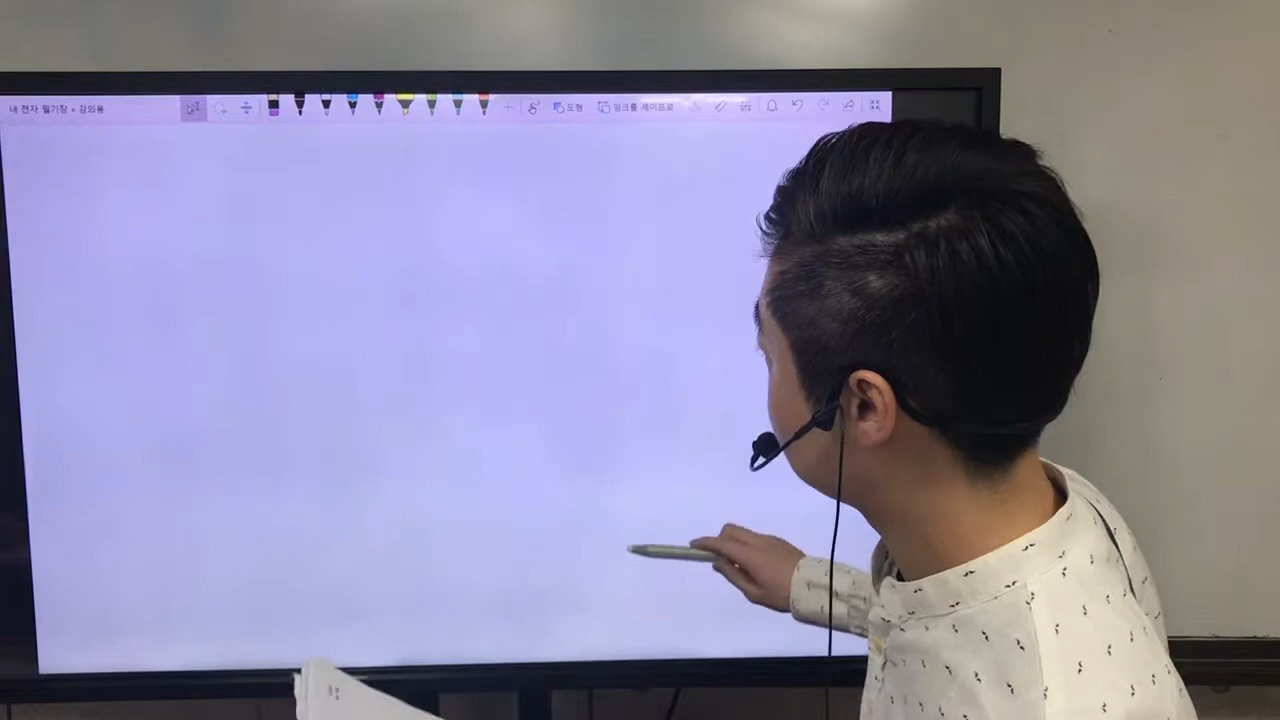 내 전자 필기장 » 강의용
도형
잉크를 셰이프로